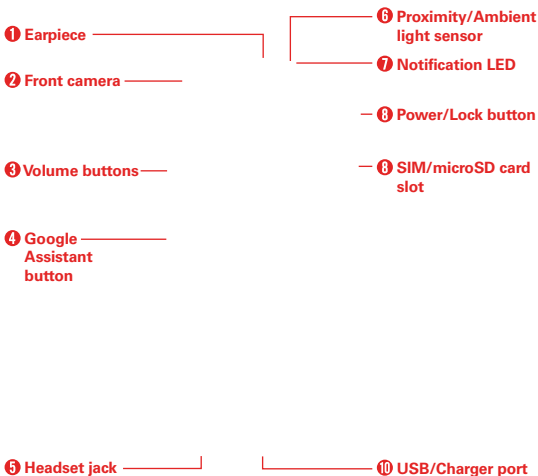 ❶ Earpiece
❷ Front camera
❸ Volume buttons
❹ Google
Assistant
button
❺ Headset jack
❻ Proximity/Ambient
light sensor
❼ Notification LED
❽ Power/Lock button
❽ SIM/microSD card
slot
❿ USB/Charger port